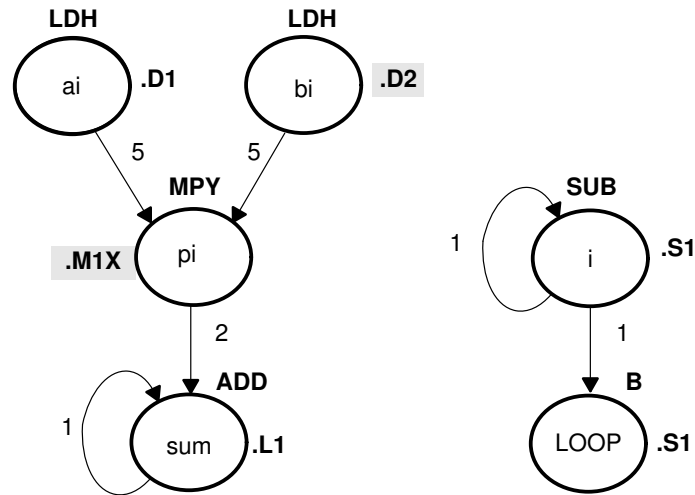 LDH LDH
ai .D1 bi .D2
5 5
MPY SUB
.M1X pi 1 i .S1
2 1
ADD B
1 sum .L1 LOOP .S1